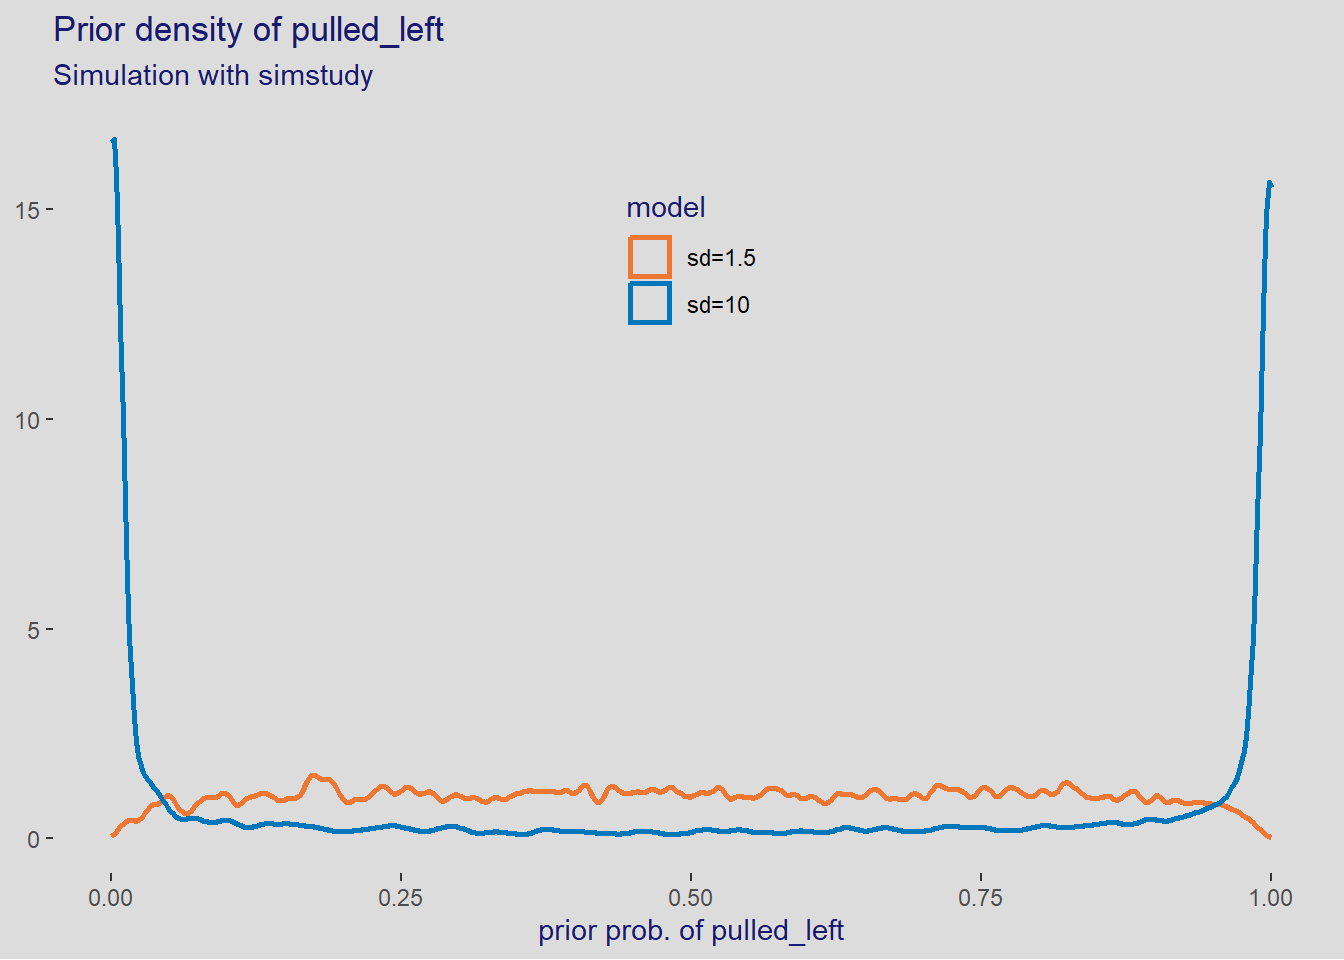 Prior density of pulled_left
Simulation with simstudy
model
sd=1.5
sd=10
15
10
5
0
0.00 0.25 0.50 0.75 1.00
prior prob. of pulled_left